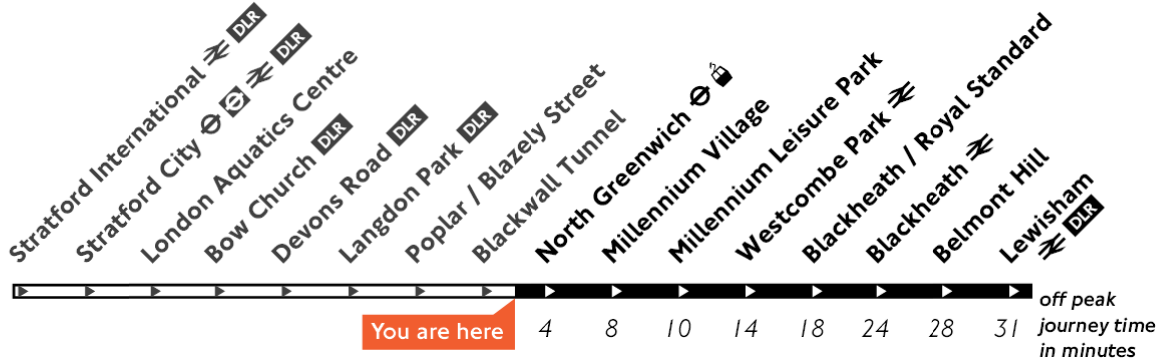 Stratford International DLR
Stratford City DLR
London Aquatics Centre
Bow Church DLR
Devons Road DLR
Langdon Park DLR
Poplar / Blazely Street
Blackwall Tunnel
North Greenwich
Millennium Village
Millennium Leisure Park
Westcombe Park
Blackheath / Royal Standard
Blackheath
Belmont Hill
Lewisham
DLR
You are here
4 8 10 14 18 24 28 31
off peak
journey time
in minutes